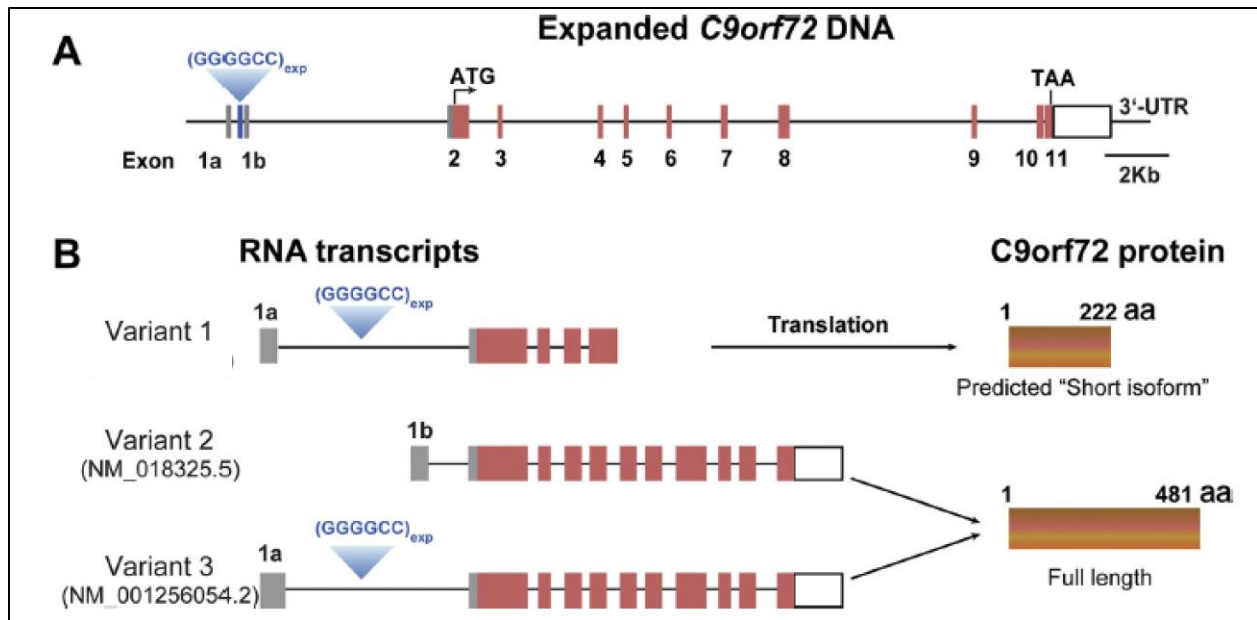 Expanded C9orf72 DNA
A
(GGGGCC)exp
ATG
TAA
3'-UTR
Exon 1a 1b 2 3 4 5 6 7 8 9 10 11
2Kb
B
RNA transcripts
C9orf72 protein
(GGGGCC)exp
1a
Variant 1
)
Translation
1 222 aa
Predicted “Short isoform”
Variant 2
(NM_018325.5)
1b
1 481 aa
Full length
(GGGGCC)exp
1a
Variant 3
(NM_001256054.2)